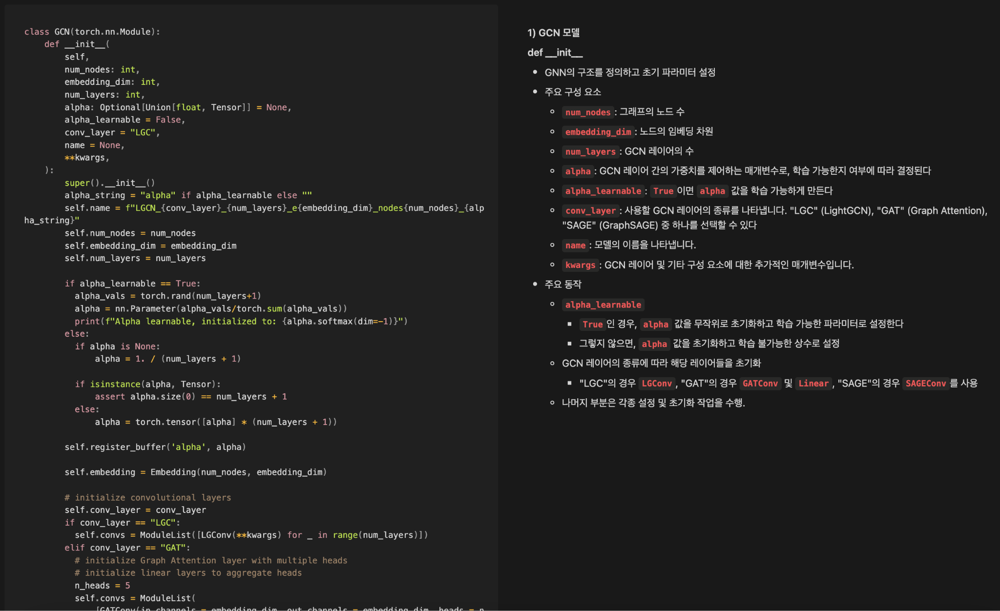 class GCN(torch.nn.Module):
    def __init__(
        self,
        num_nodes: int,
        embedding_dim: int,
        num_layers: int,
        alpha: Optional[Union[float, Tensor]] = None,
        alpha_learnable = False,
        conv_layer = "LGC",
        name = None,
        **kwargs,
    ):
        super().__init__()
        alpha_string = "alpha" if alpha_learnable else ""
        self.name = f"LGCN_{conv_layer}_{num_layers}_e{embedding_dim}_nodes{num_nodes}_{alp
ha_string}"
        self.num_nodes = num_nodes
        self.embedding_dim = embedding_dim
        self.num_layers = num_layers

        if alpha_learnable == True:
          alpha_vals = torch.rand(num_layers+1)
          alpha = nn.Parameter(alpha_vals/torch.sum(alpha_vals))
          print(f"Alpha learnable, initialized to: {alpha.softmax(dim=-1)}")
        else:
          if alpha is None:
              alpha = 1. / (num_layers + 1)

          if isinstance(alpha, Tensor):
              assert alpha.size(0) == num_layers + 1
          else:
              alpha = torch.tensor([alpha] * (num_layers + 1))

        self.register_buffer('alpha', alpha)

        self.embedding = Embedding(num_nodes, embedding_dim)

        # initialize convolutional layers
        self.conv_layer = conv_layer
        if conv_layer == "LGC":
          self.convs = ModuleList([LGConv(**kwargs) for _ in range(num_layers)])
        elif conv_layer == "GAT":
          # initialize Graph Attention layer with multiple heads
          # initialize linear layers to aggregate heads
          n_heads = 5
          self.convs = ModuleList(
              [GATConv(in_channels = embedding_dim, out_channels = embedding_dim, heads = n
1) GCN 모델
def __init__
• GNN의 구조를 정의하고 초기 파라미터 설정
• 주요 구성 요소
◦ num_nodes : 그래프의 노드 수
◦ embedding_dim : 노드의 임베딩 차원
◦ num_layers : GCN 레이어의 수
◦ alpha : GCN 레이어 간의 가중치를 제어하는 매개변수로, 학습 가능한지 여부에 따라 결정된다
◦ alpha_learnable : True 이면 alpha 값을 학습 가능하게 만든다
◦ conv_layer : 사용할 GCN 레이어의 종류를 나타냅니다. "LGC" (LightGCN), "GAT" (Graph Attention),
"SAGE" (GraphSAGE) 중 하나를 선택할 수 있다
◦ name : 모델의 이름을 나타냅니다.
◦ kwargs : GCN 레이어 및 기타 구성 요소에 대한 추가적인 매개변수입니다.
• 주요 동작
◦ alpha_learnable
▪ True 인 경우, alpha 값을 무작위로 초기화하고 학습 가능한 파라미터로 설정한다
▪ 그렇지 않으면, alpha 값을 초기화하고 학습 불가능한 상수로 설정
◦ GCN 레이어의 종류에 따라 해당 레이어들을 초기화
▪ "LGC"의 경우 LGConv , "GAT"의 경우 GATConv 및 Linear , "SAGE"의 경우 SAGEConv 를 사용
◦ 나머지 부분은 각종 설정 및 초기화 작업을 수행.